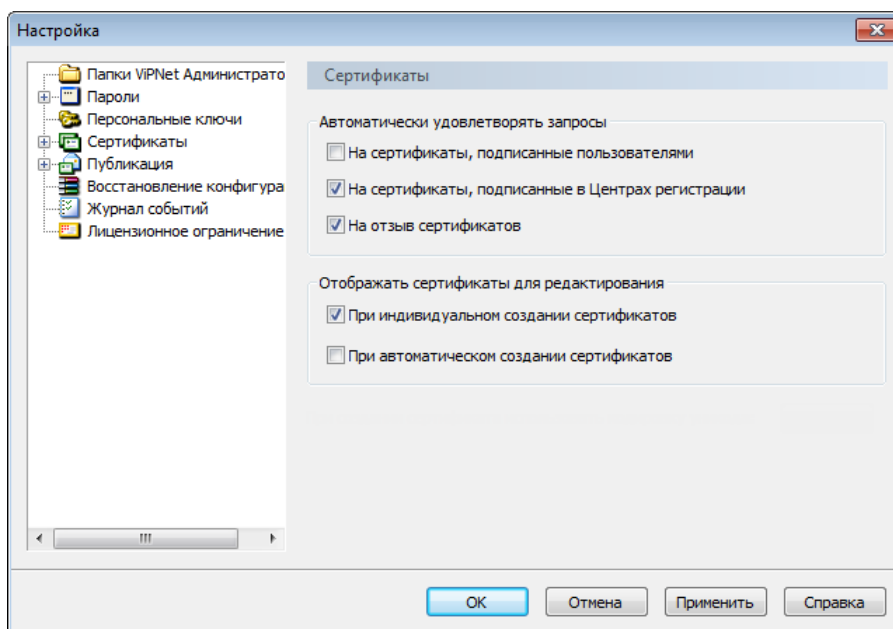 Настройка
Папки ViPNet Администрато
Пароли
Персональные ключи
Сертификаты
Публикация
Восстановление конфигура
Журнал событий
Лицензионное ограничение
Сертификаты
Автоматически удовлетворять запросы
На сертификаты, подписанные пользователями
На сертификаты, подписанные в Центрах регистрации
На отзыв сертификатов
Отображать сертификаты для редактирования
При индивидуальном создании сертификатов
При автоматическом создании сертификатов
OK
Отмена
Применить
Справка